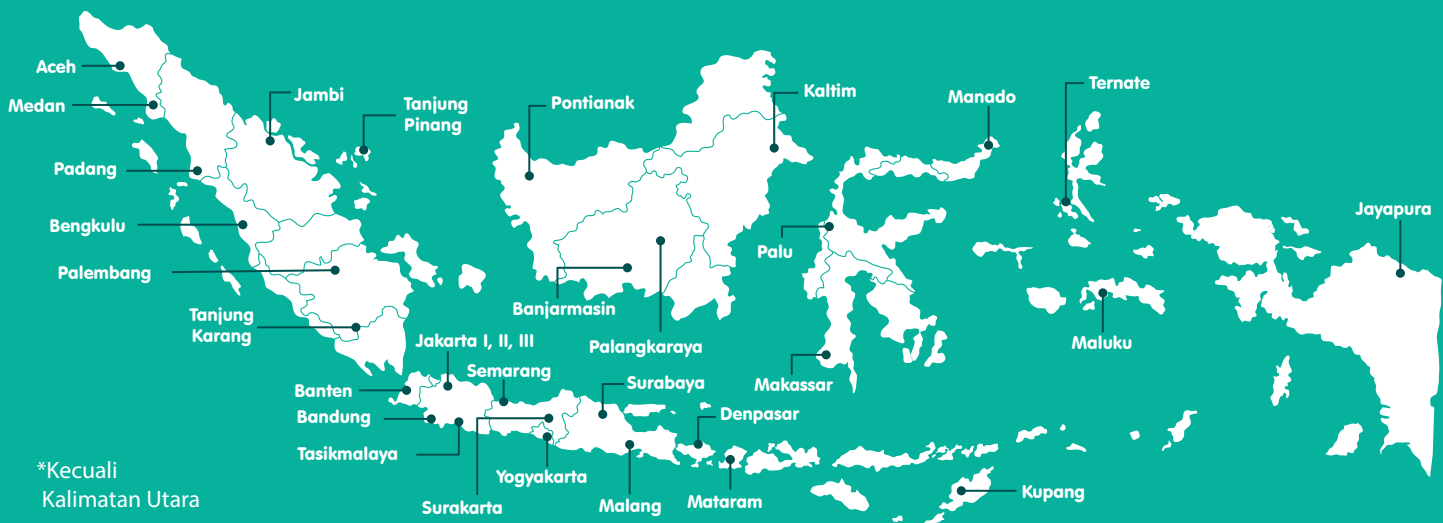 Aceh
Medan
Padang
Bengkulu
Palembang
Tanjung
Karang
Jambi
Tanjung
Pinang
Pontianak
Kaltim
Banjarmasin
Palangkaraya
Manado
Palu
Makassar
Ternate
Maluku
Jayapura
Jakarta I, II, III
Semarang
Banten
Bandung
Tasikmalaya
Surakarta
Yogyakarta
Surabaya
Malang
Denpasar
Mataram
Kupang
*Kecuali
Kalimatan Utara